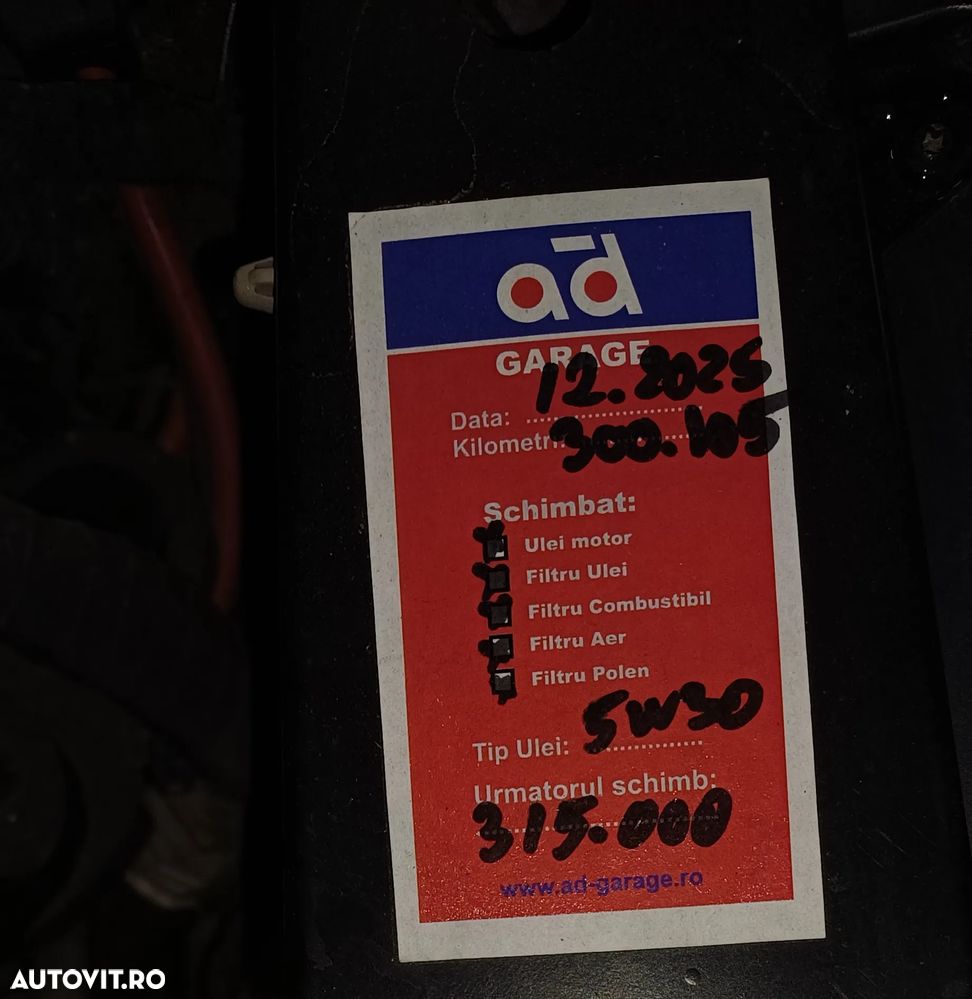 ad
GARAGE
Data: 12.2025
Kilometri: 300.105
Schimbat:
Ulei motor
Filtru Ulei
Filtru Combustibil
Filtru Aer
Filtru Polen
Tip Ulei: 5W30
Urmatorul schimb:
315.000
www.ad-garage.ro
AUTOVIT.RO